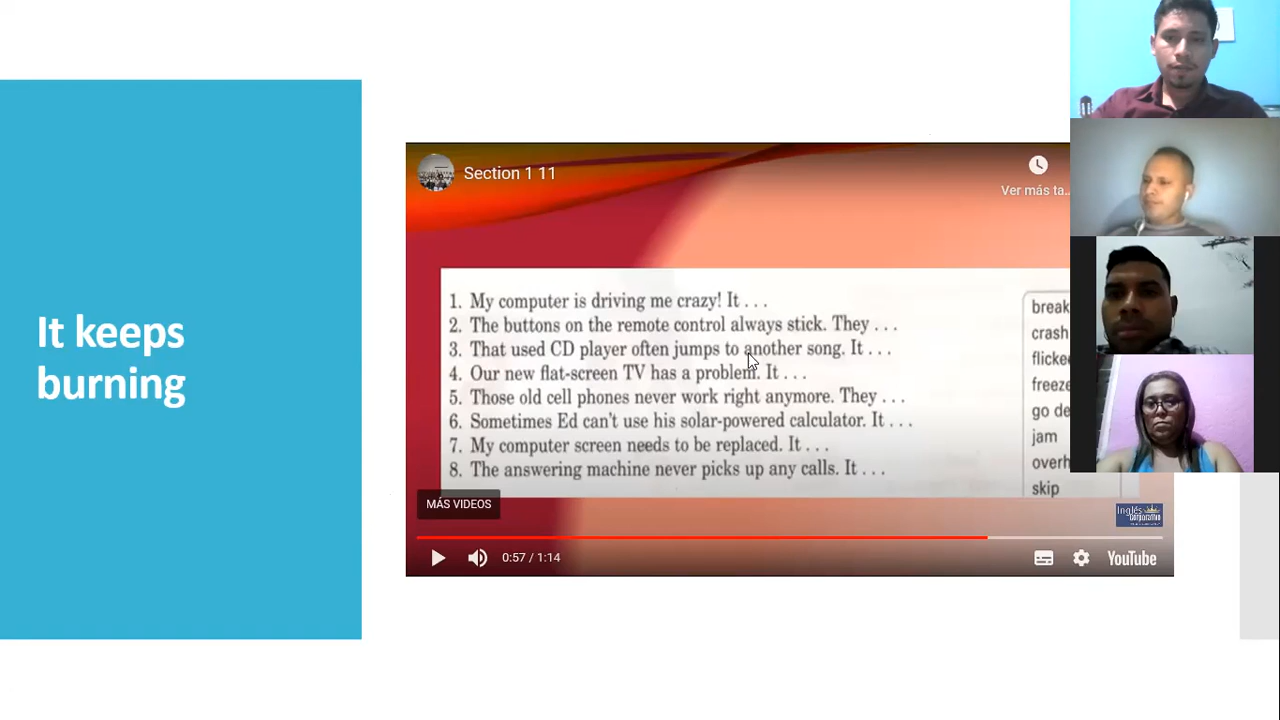 It keeps
burning
Section 1 11
Ver más ta...
1. My computer is driving me crazy! It . . .
2. The buttons on the remote control always stick. They . . .
3. That used CD player often jumps to another song. It . . .
4. Our new flat-screen TV has a problem. It . . .
5. Those old cell phones never work right anymore. They . . .
6. Sometimes Ed can't use his solar-powered calculator. It . . .
7. My computer screen needs to be replaced. It . . .
8. The answering machine never picks up any calls. It . . .
break
crash
flicke
freeze
go de
jam
overh
skip
MÁS VIDEOS
Inglés
Corporativo
0:57 / 1:14
YouTube